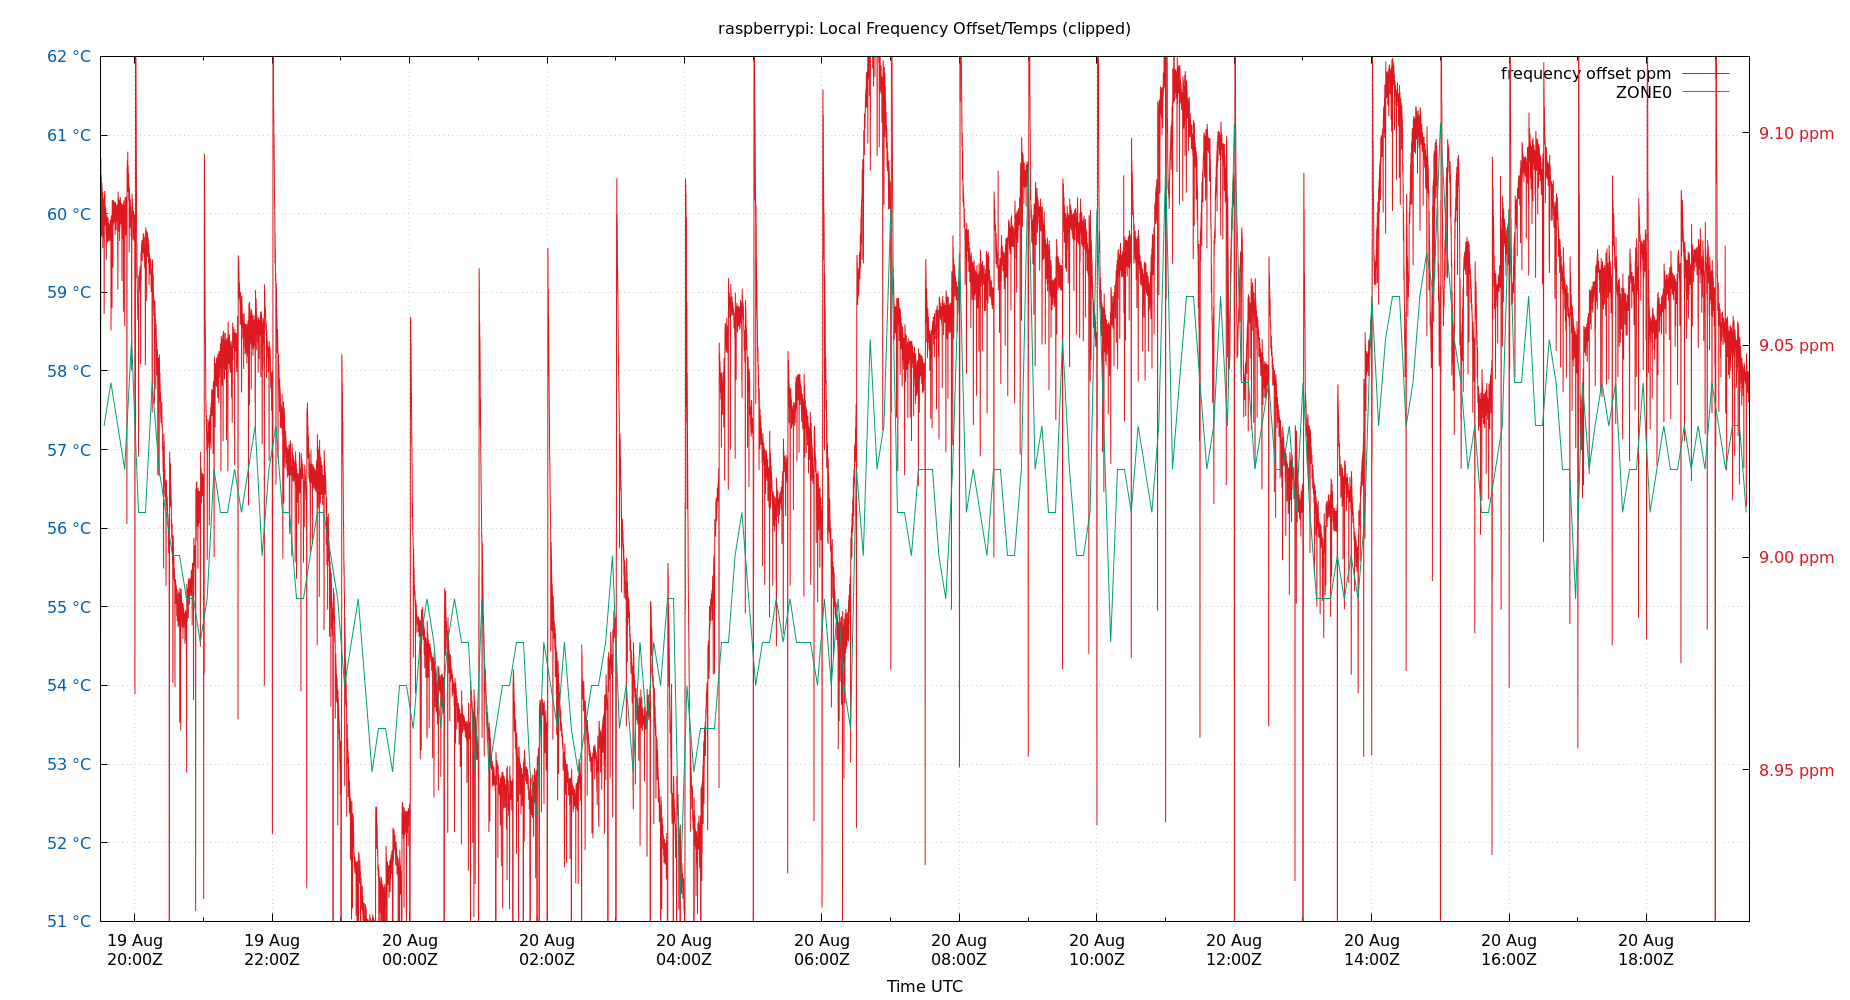 raspberrypi: Local Frequency Offset/Temps (clipped)
62 °C
61 °C
60 °C
59 °C
58 °C
57 °C
56 °C
55 °C
54 °C
53 °C
52 °C
51 °C
frequency offset ppm
ZONE0
9.10 ppm
9.05 ppm
9.00 ppm
8.95 ppm
19 Aug 19 Aug 20 Aug 20 Aug 20 Aug 20 Aug 20 Aug 20 Aug 20 Aug 20 Aug 20 Aug 20 Aug
20:00Z 22:00Z 00:00Z 02:00Z 04:00Z 06:00Z 08:00Z 10:00Z 12:00Z 14:00Z 16:00Z 18:00Z
Time UTC